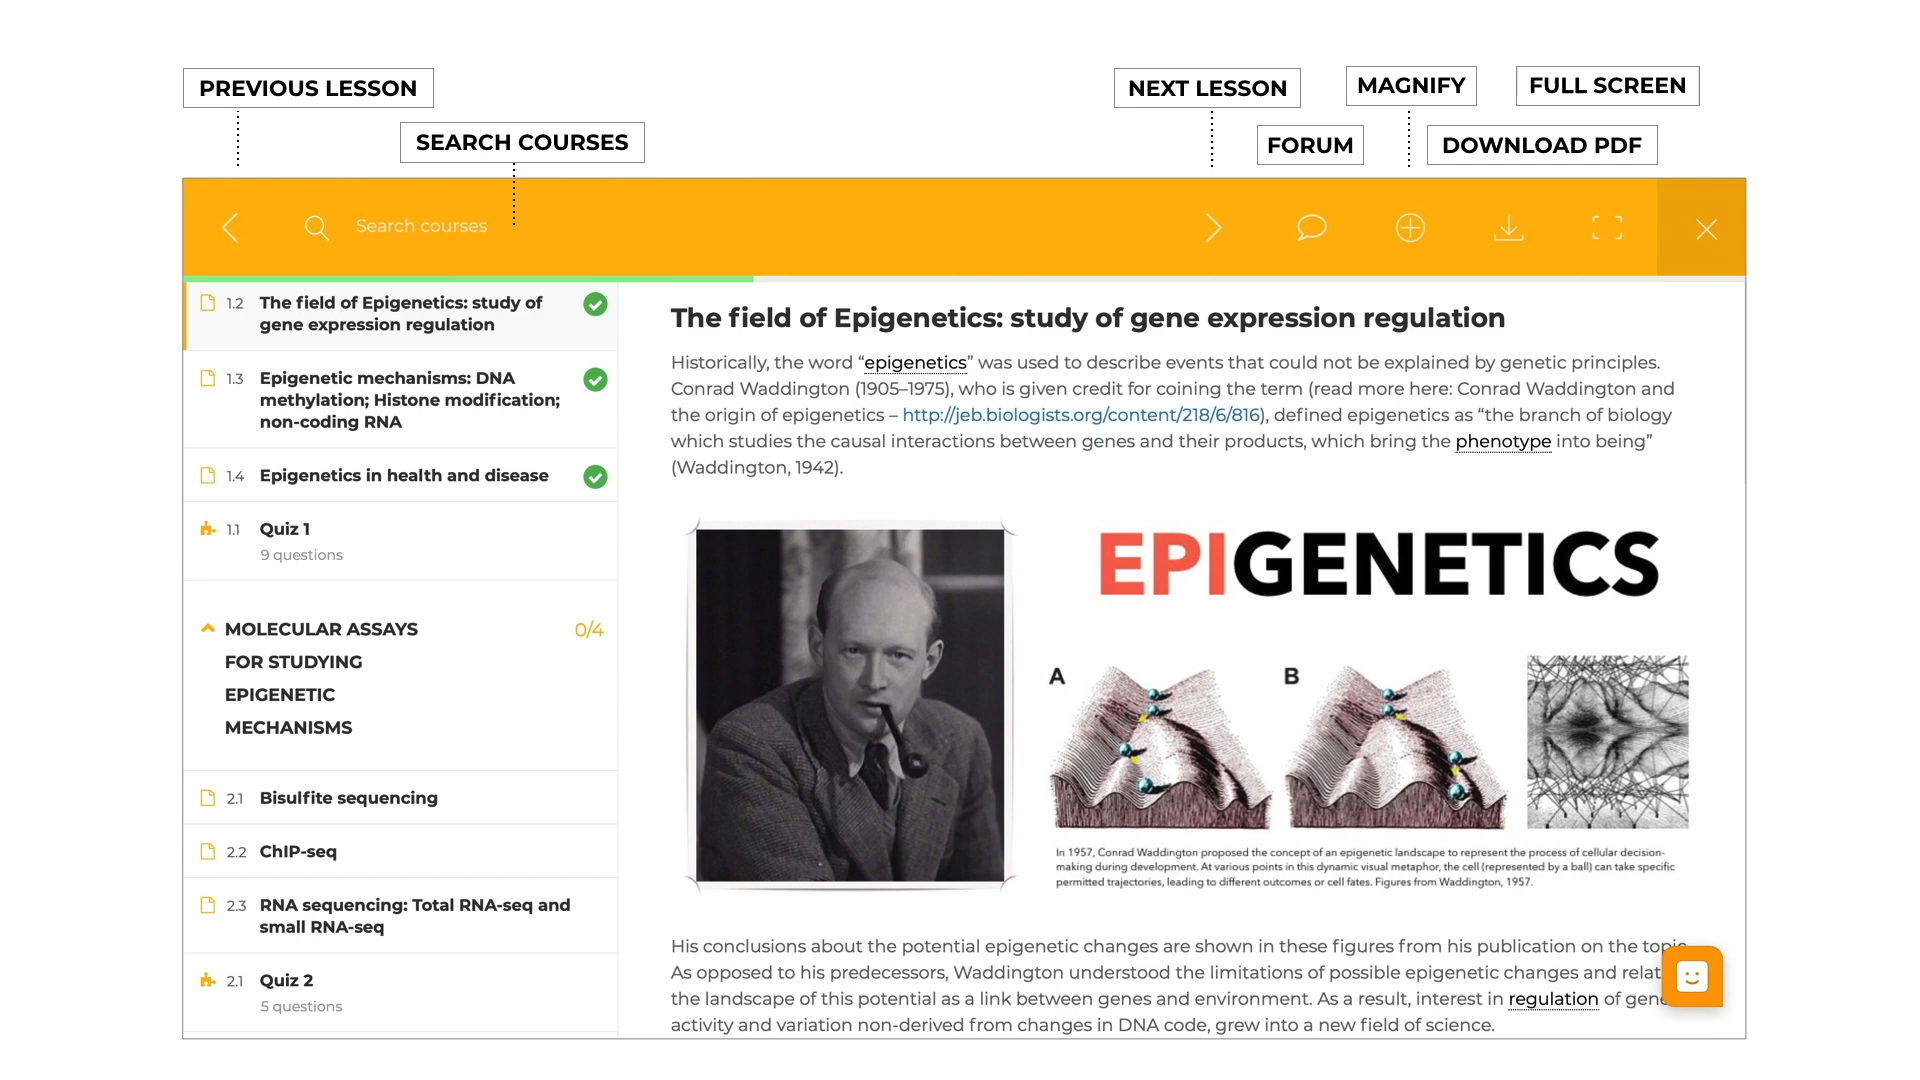 PREVIOUS LESSON
SEARCH COURSES
NEXT LESSON
MAGNIFY
FULL SCREEN
FORUM
DOWNLOAD PDF
Search courses
1.2 The field of Epigenetics: study of
gene expression regulation
1.3 Epigenetic mechanisms: DNA
methylation; Histone modification;
non-coding RNA
1.4 Epigenetics in health and disease
1.1 Quiz 1
9 questions
MOLECULAR ASSAYS 0/4
FOR STUDYING
EPIGENETIC
MECHANISMS
2.1 Bisulfite sequencing
2.2 ChIP-seq
2.3 RNA sequencing: Total RNA-seq and
small RNA-seq
2.1 Quiz 2
5 questions
The field of Epigenetics: study of gene expression regulation
Historically, the word “epigenetics” was used to describe events that could not be explained by genetic principles.
Conrad Waddington (1905–1975), who is given credit for coining the term (read more here: Conrad Waddington and
the origin of epigenetics – http://jeb.biologists.org/content/218/6/816), defined epigenetics as “the branch of biology
which studies the causal interactions between genes and their products, which bring the phenotype into being”
(Waddington, 1942).
EPIGENETICS
A
B
In 1957, Conrad Waddington proposed the concept of an epigenetic landscape to represent the process of cellular decision-
making during development. At various points in this dynamic visual metaphor, the cell (represented by a ball) can take specific
permitted trajectories, leading to different outcomes or cell fates. Figures from Waddington, 1957.
His conclusions about the potential epigenetic changes are shown in these figures from his publication on the topic.
As opposed to his predecessors, Waddington understood the limitations of possible epigenetic changes and relat
the landscape of this potential as a link between genes and environment. As a result, interest in regulation of gene
activity and variation non-derived from changes in DNA code, grew into a new field of science.